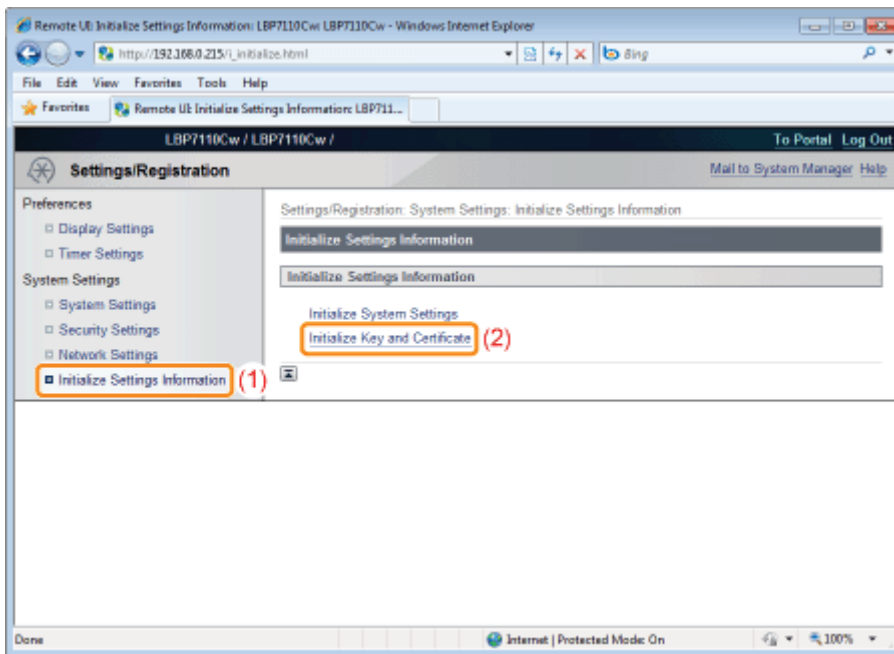 Remote UI: Initialize Settings Information: LBP7110Cw: LBP7110Cw - Windows Internet Explorer
http://192.168.0.215/i_initialize.html
Bing
File Edit View Favorites Tools Help
Favorites
Remote UI: Initialize Settings Information: LBP711...
LBP7110Cw / LBP7110Cw /
To Portal Log Out
Settings/Registration
Mail to System Manager Help
Preferences
Display Settings
Timer Settings
System Settings
System Settings
Security Settings
Network Settings
Initialize Settings Information (1)
Settings/Registration: System Settings: Initialize Settings Information
Initialize Settings Information
Initialize Settings Information
Initialize System Settings
Initialize Key and Certificate (2)
Done
Internet | Protected Mode: On
100%